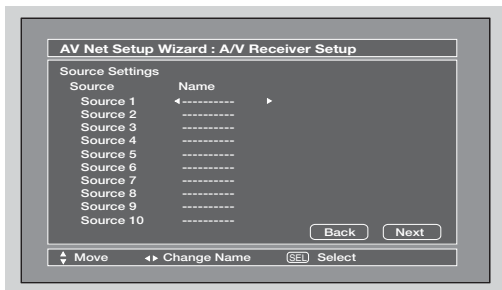 AV Net Setup Wizard : A/V Receiver Setup
Source Settings
Source Name
Source 1 ◂---------- ▸
Source 2 ----------
Source 3 ----------
Source 4 ----------
Source 5 ----------
Source 6 ----------
Source 7 ----------
Source 8 ----------
Source 9 ----------
Source 10 ----------
Back Next
Move ◂▸ Change Name SEL Select